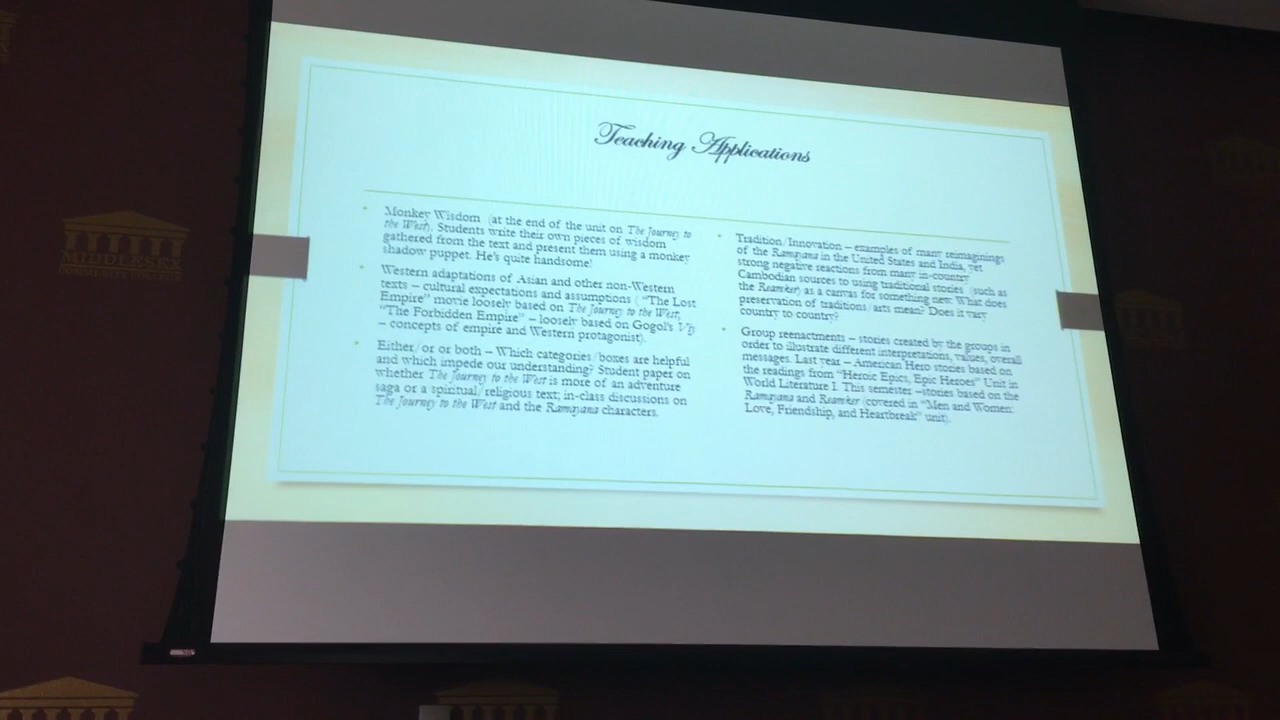 Teaching Applications
Monkey Wisdom (at the end of the unit on The Journey to
the West). Students write their own pieces of wisdom
gathered from the text and present them using a monkey
shadow puppet. He's quite handsome!
Western adaptations of Asian and other non-Western
texts – cultural expectations and assumptions ( "The Lost
Empire" movie loosely based on The Journey to the West;
"The Forbidden Empire" – loosely based on Gogol's Viy
– concepts of empire and Western protagonist).
Either/or or both – Which categories/boxes are helpful
and which impede our understanding? Student paper on
whether The Journey to the West is more of an adventure
saga or a spiritual/religious text; in-class discussions on
The Journey to the West and the Ramayana characters.
Tradition/Innovation – examples of many reimaginings
of the Ramayana in the United States and India, yet
strong negative reactions from many in-country
Cambodian sources to using traditional stories (such as
the Reamker) as a canvas for something new. What does
preservation of traditions/arts mean? Does it vary
country to country?
Group reenactments – stories created by the groups in
order to illustrate different interpretations, values, overall
messages. Last year – American Hero stories based on
the readings from "Heroic Epics, Epic Heroes" Unit in
World Literature I. This semester –stories based on the
Ramayana and Reamker (covered in "Men and Women:
Love, Friendship, and Heartbreak" unit).
MIDDLESEX